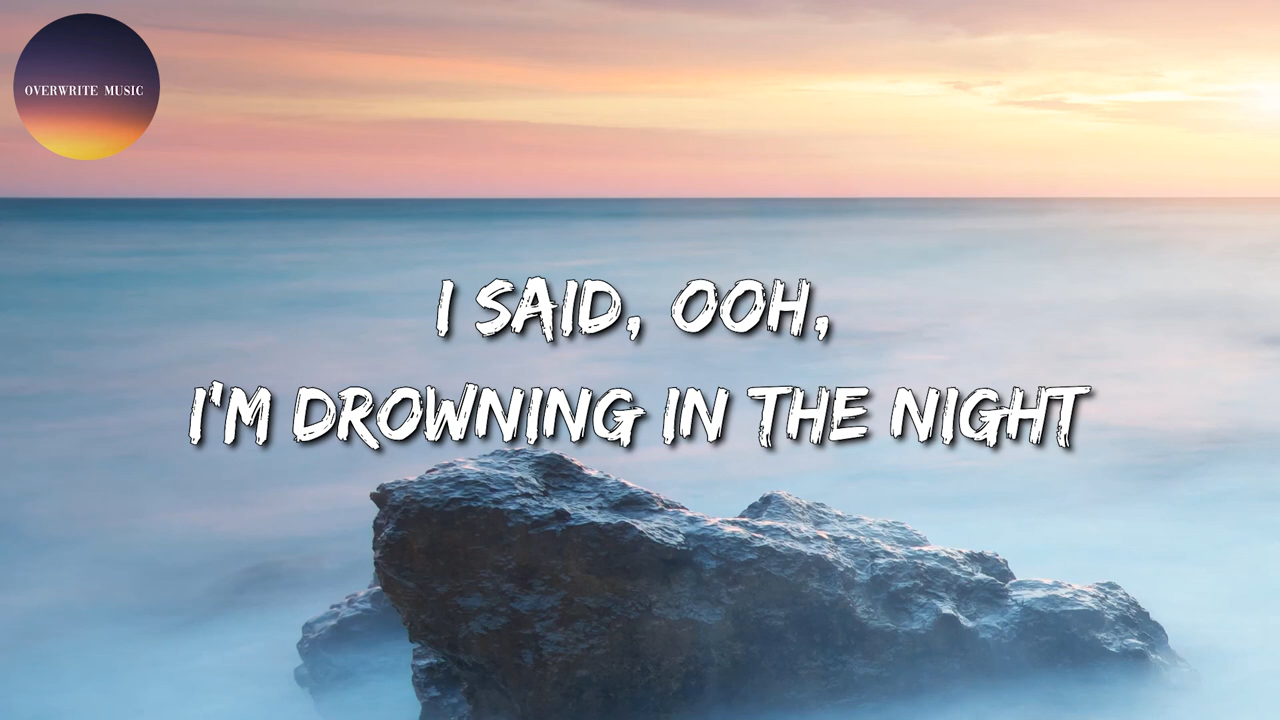 OVERWRITE MUSIC
I SAID, OOH,
I'M DROWNING IN THE NIGHT